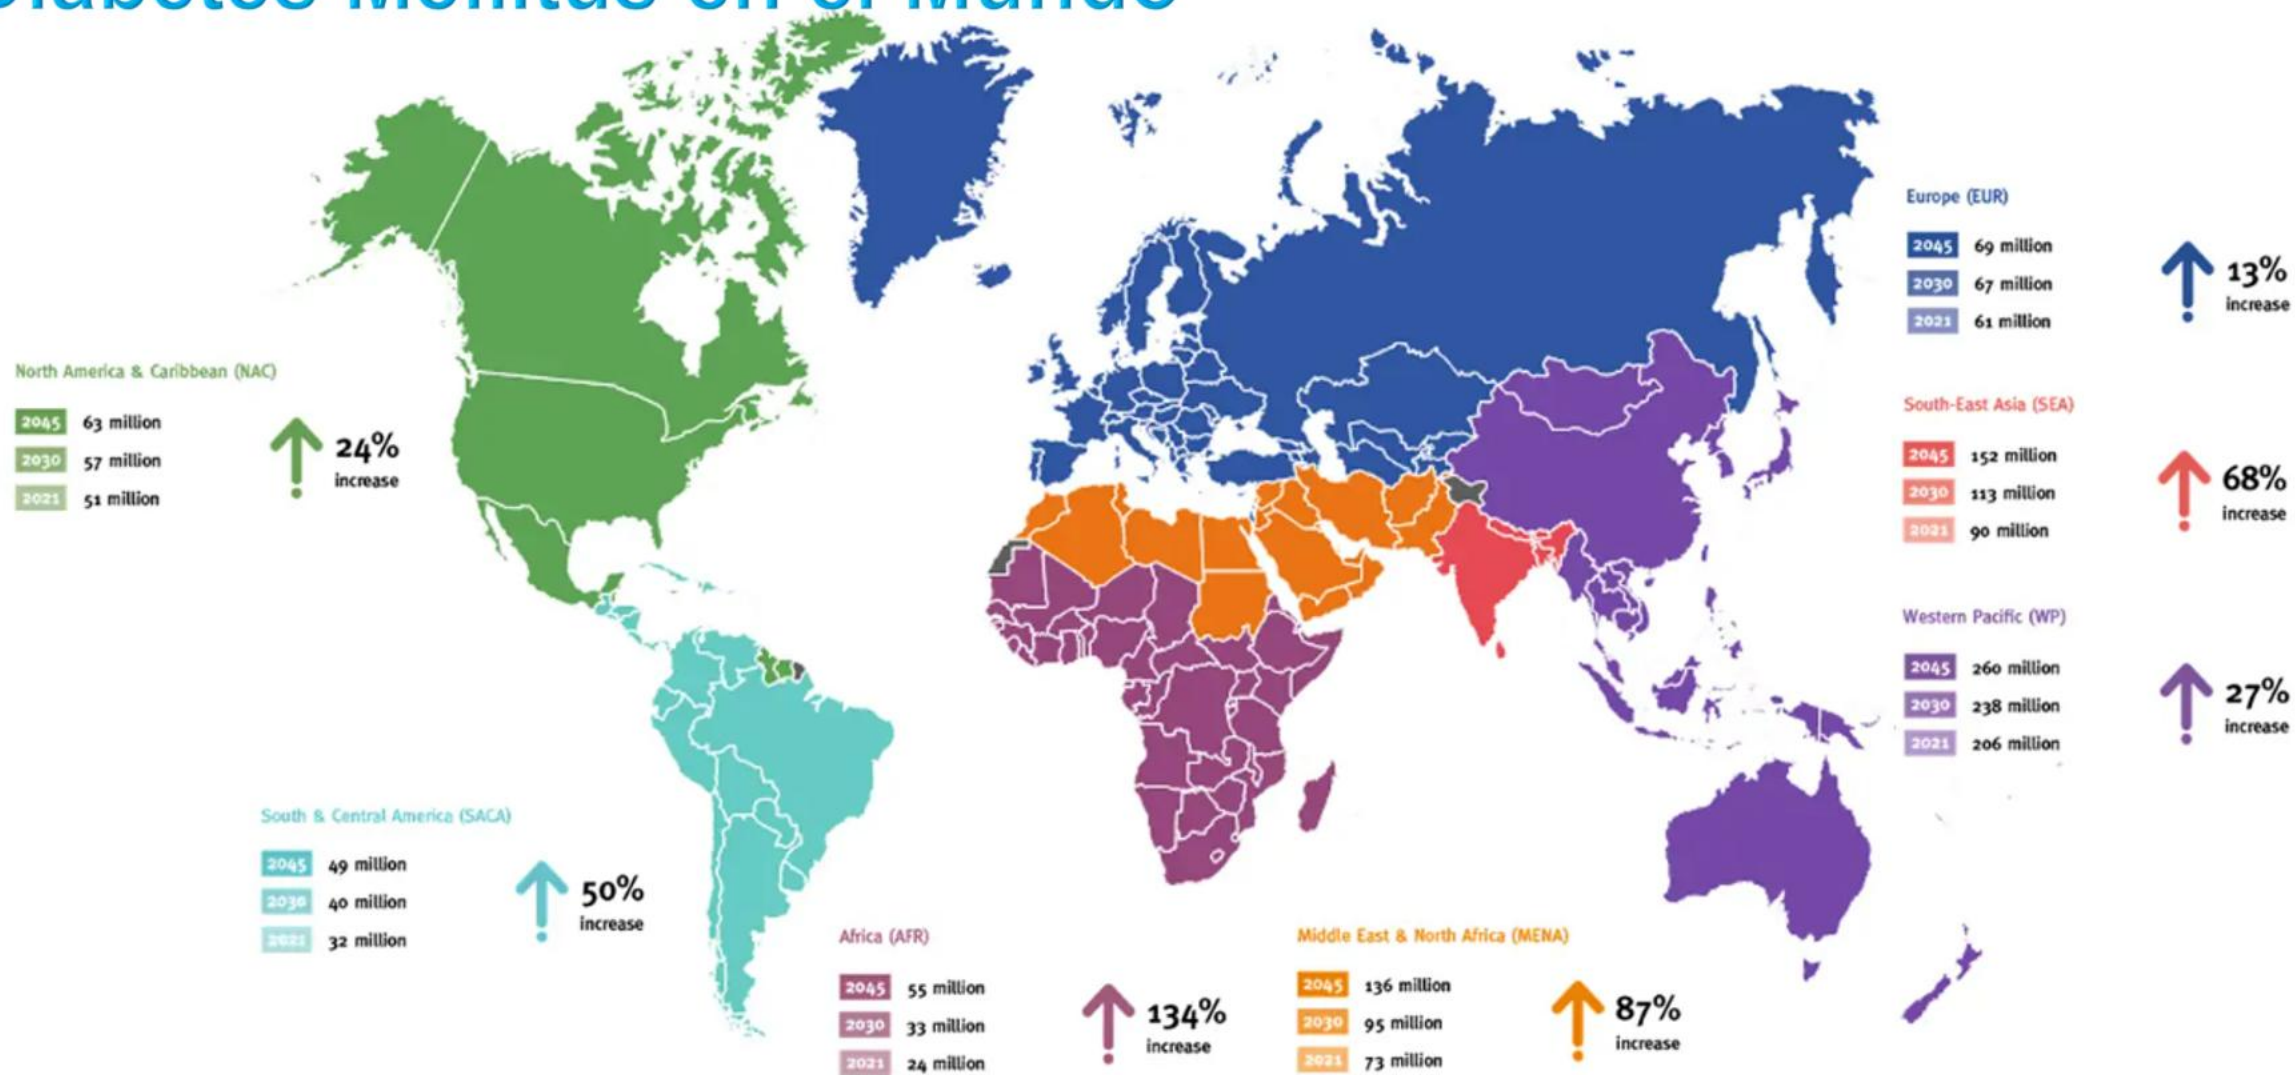 Diabetes Mellitus en el Mundo
North America & Caribbean (NAC)
2045 63 million
2030 57 million
2021 51 million
24%
increase
South & Central America (SACA)
2045 49 million
2030 40 million
2021 32 million
50%
increase
Africa (AFR)
2045 55 million
2030 33 million
2021 24 million
134%
increase
Middle East & North Africa (MENA)
2045 136 million
2030 95 million
2021 73 million
87%
increase
Europe (EUR)
2045 69 million
2030 67 million
2021 61 million
13%
increase
South-East Asia (SEA)
2045 152 million
2030 113 million
2021 90 million
68%
increase
Western Pacific (WP)
2045 260 million
2030 238 million
2021 206 million
27%
increase